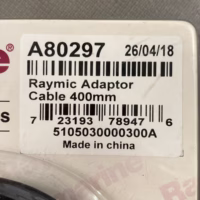 A80297 26/04/18
Raymic Adaptor
Cable 400mm
7 23193 78947 6
5105030000300A
Made in china